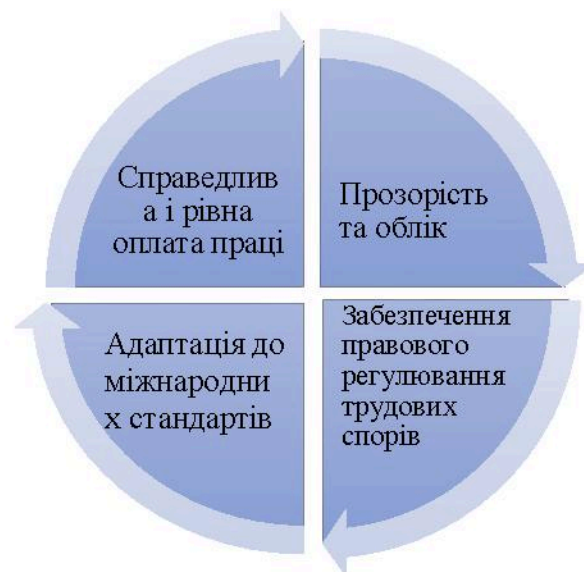 Справедлив
а і рівна
оплата праці
Прозорість
та облік
Забезпечення
правового
регулювання
трудових
спорів
Адаптація до
міжнародни
х стандартів